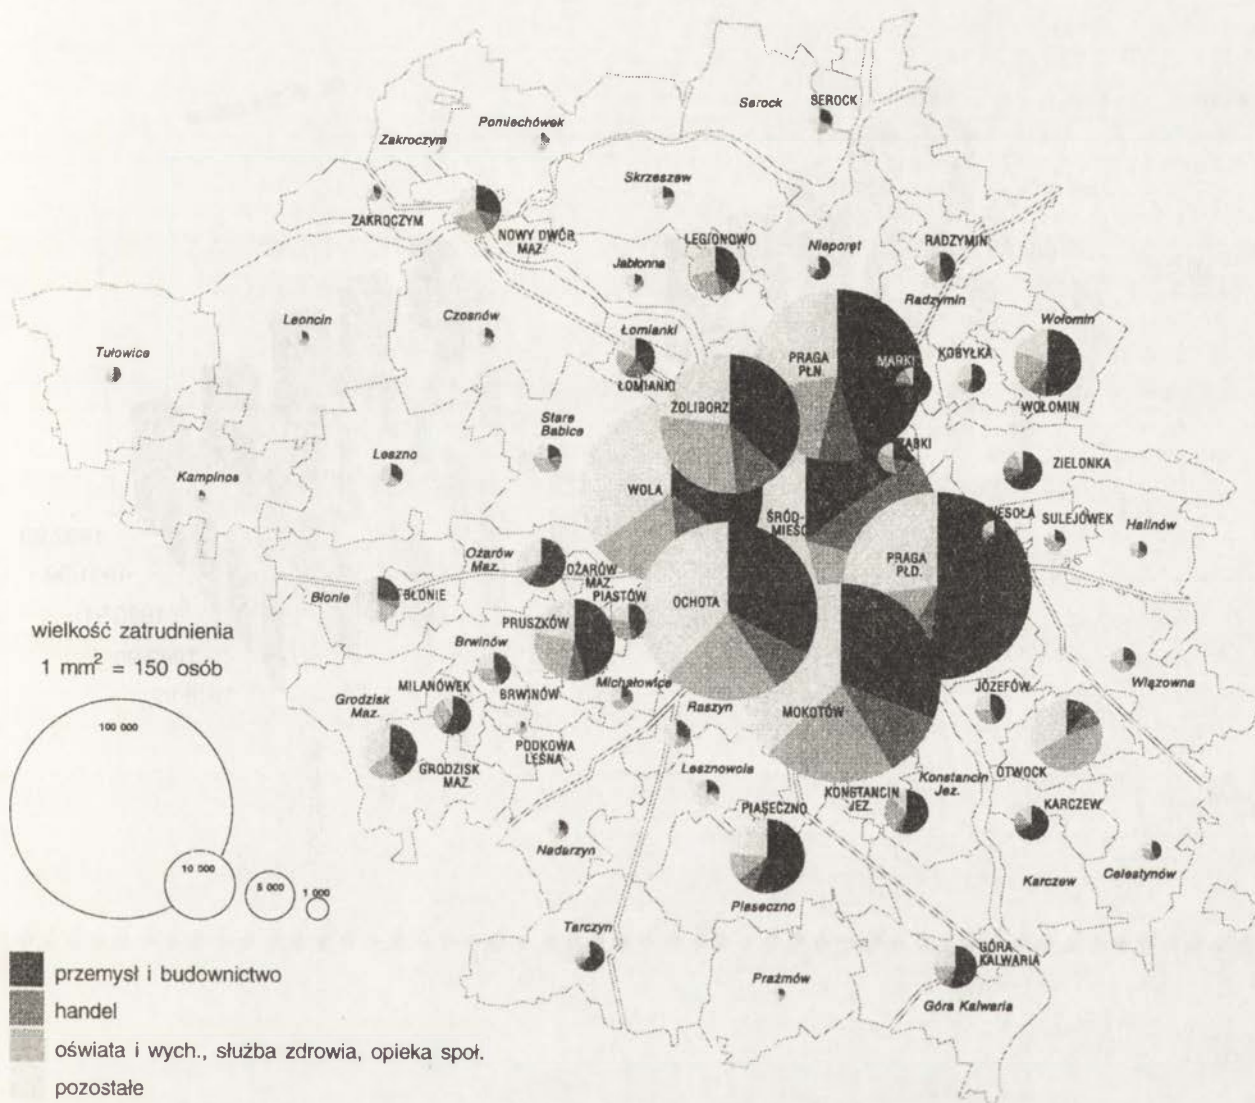 Serock
SEROCK
Poniechówek
Zakroczym
Skrzeszew
ZAKROCZYM
NOWY DWÓR
MAZ.
LEGIONOWO
Nieporęt
RADZYMIN
Jabłonna
Radzymin
Leoncin
Czosnów
Łomianki
Wołomin
Tułowice
PRAGA
PŁN.
MARKI
KOBYŁKA
ŁOMIANKI
ŻOLIBORZ
WOŁOMIN
Stare
Babice
ZĄBKI
ZIELONKA
Leszno
Kampinos
WOLA
ŚRÓD-
MIEŚC
WESOŁA
SULEJÓWEK
Halinów
Ożarów
Maz.
OŻARÓW
MAZ.
PRAGA
PŁD.
Błonie
BŁONIE
PIASTÓW
OCHOTA
PRUSZKÓW
wielkość zatrudnienia
1 mm² = 150 osób
Brwinów
Michałowice
Wiązowna
MILANÓWEK
BRWINÓW
JÓZEFÓW
Grodzisk
Maz.
Raszyn
MOKOTÓW
100 000
PODKOWA
LEŚNA
GRODZISK
MAZ.
Lesznowola
Konstancin
Jez.
OTWOCK
KONSTANCIN
JEZ.
KARCZEW
PIASECZNO
Nadarzyn
10 000
5 000
1 000
Karczew
Celestynów
Piaseczno
Tarczyn
GÓRA
KALWARIA
Prażmów
Góra Kalwaria
przemysł i budownictwo
handel
oświata i wych., służba zdrowia, opieka społ.
pozostałe